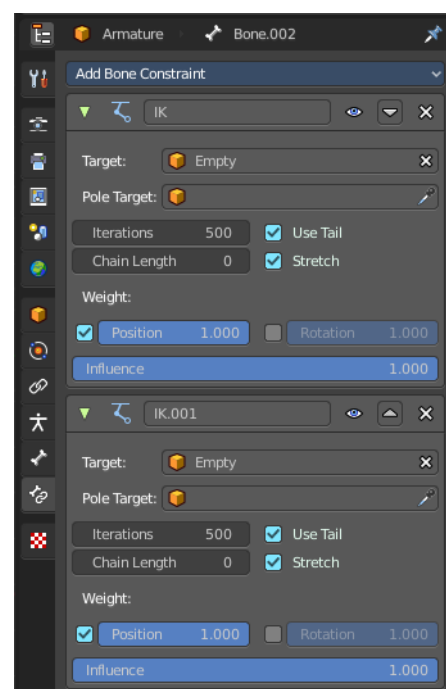 Armature Bone.002
Add Bone Constraint
IK
Target: Empty
Pole Target:
Iterations 500 Use Tail
Chain Length 0 Stretch
Weight:
Position 1.000 Rotation 1.000
Influence 1.000
IK.001
Target: Empty
Pole Target:
Iterations 500 Use Tail
Chain Length 0 Stretch
Weight:
Position 1.000 Rotation 1.000
Influence 1.000